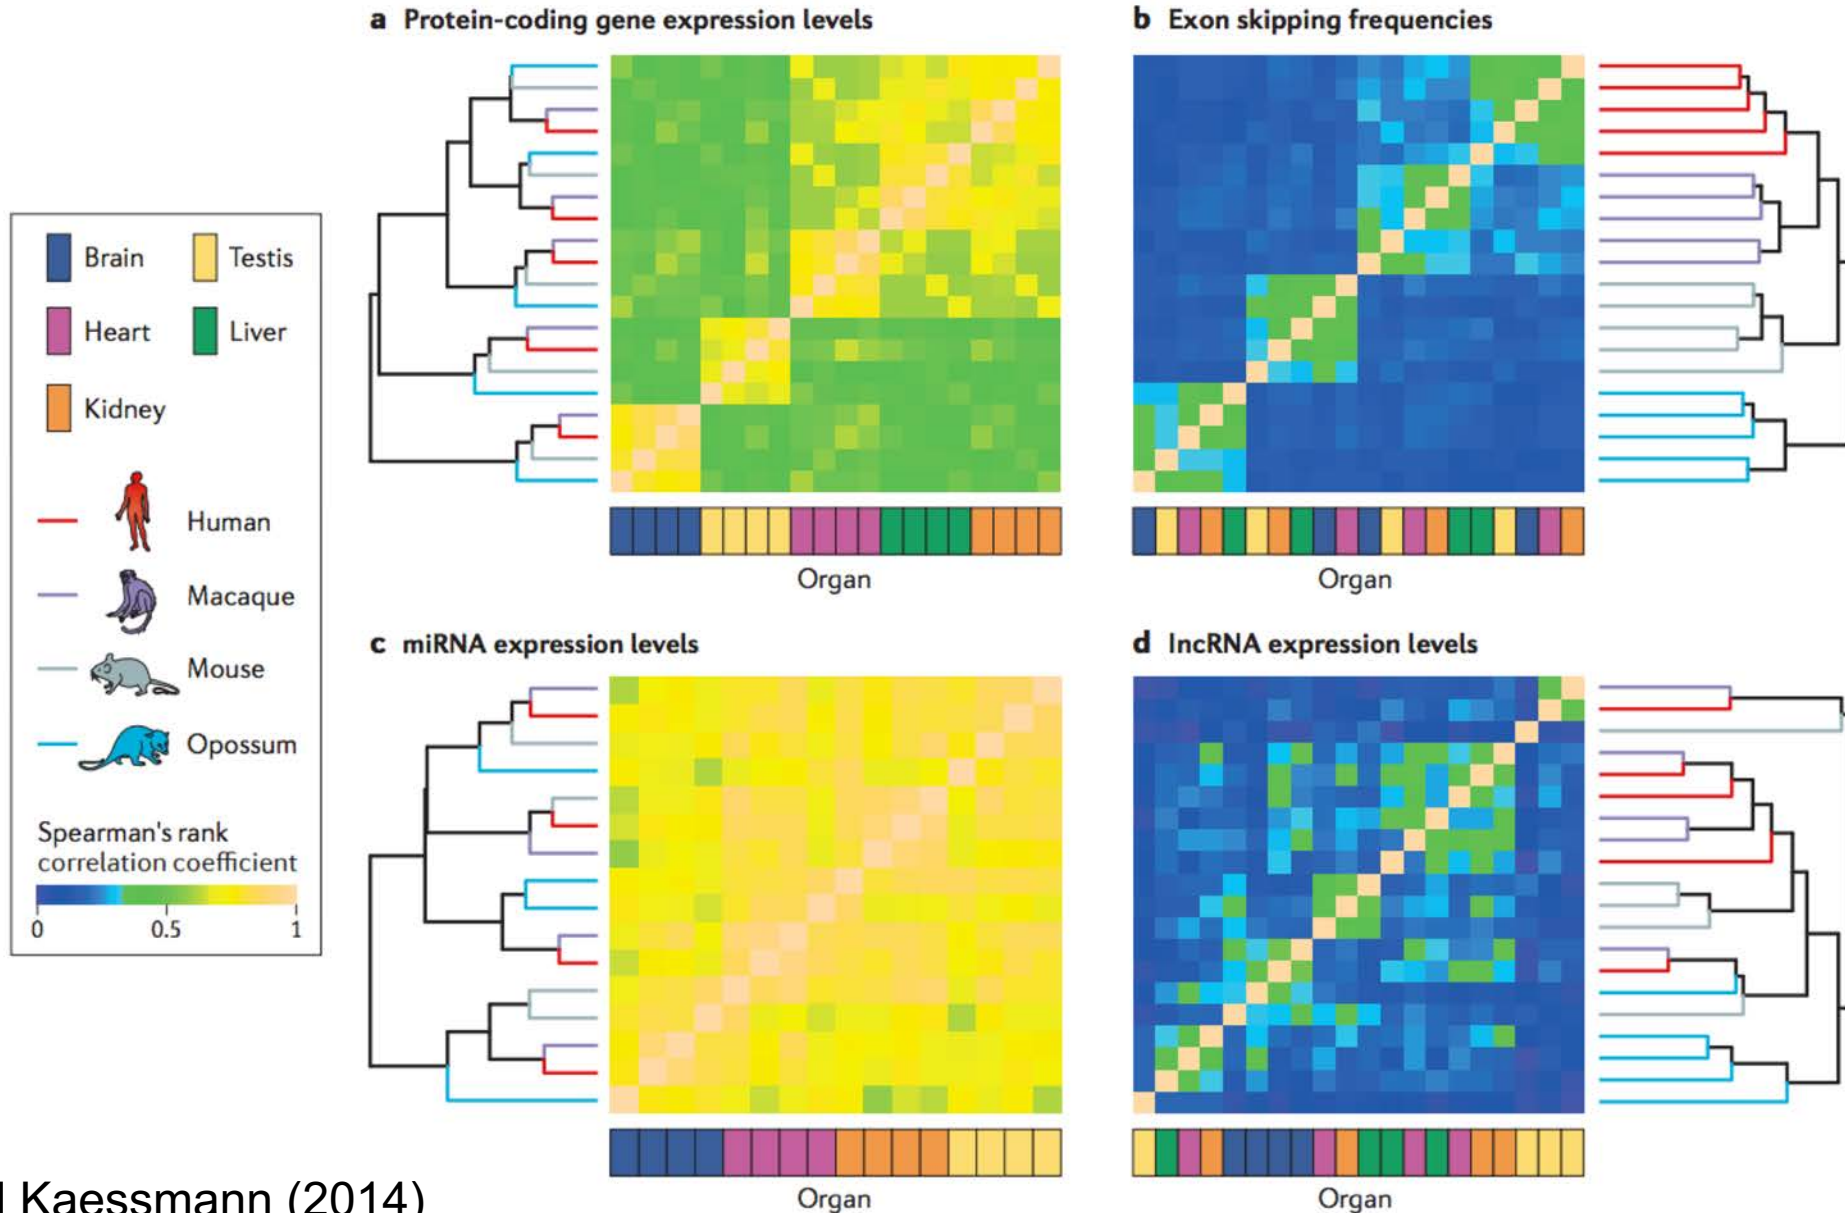 a Protein-coding gene expression levels
b Exon skipping frequencies
Brain
Testis
Heart
Liver
Kidney
Human
Macaque
Mouse
Opossum
Spearman's rank
correlation coefficient
0 0.5 1
Organ
Organ
c miRNA expression levels
d lncRNA expression levels
Organ
Organ
Kaessmann (2014)